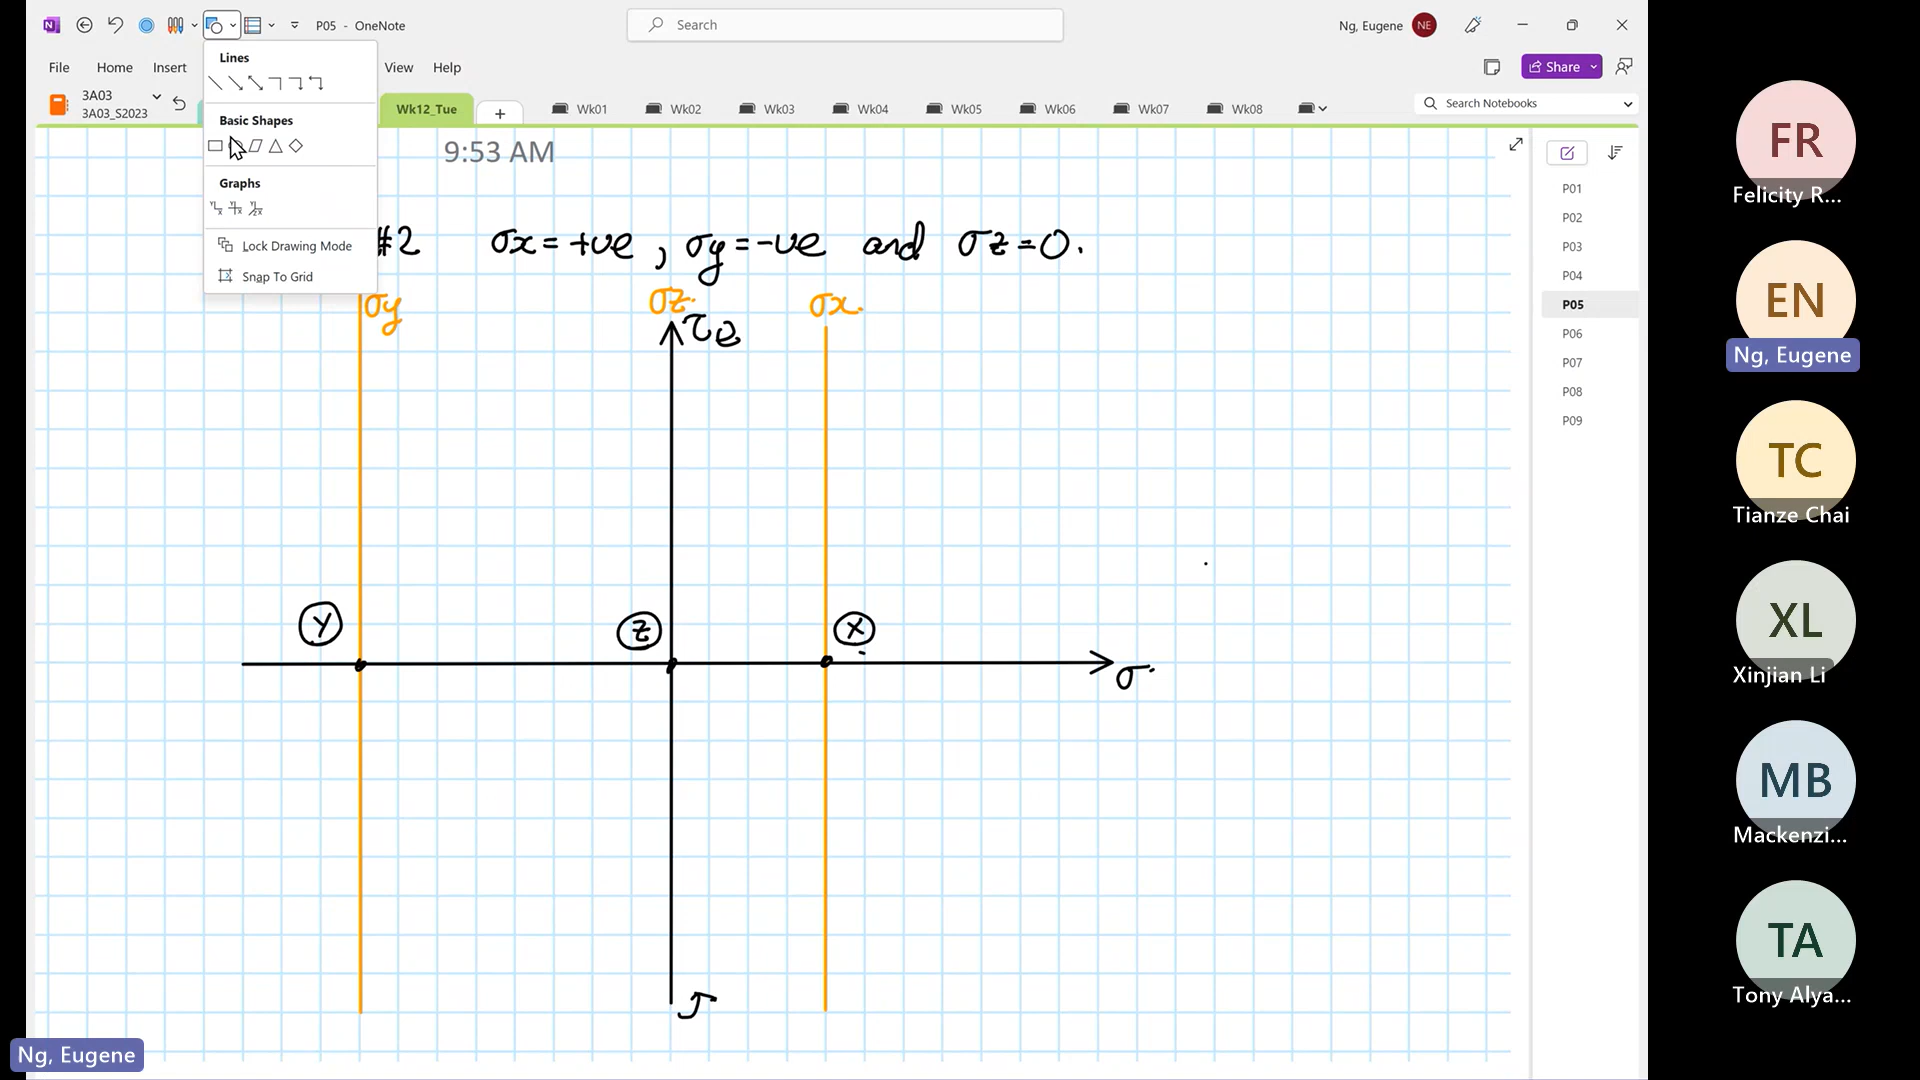 P05 - OneNote
Search
Ng, Eugene
NE
File
Home
Insert
View
Help
Share
3A03
3A03_S2023
Wk12_Tue
+
Wk01
Wk02
Wk03
Wk04
Wk05
Wk06
Wk07
Wk08
Search Notebooks
Lines
Basic Shapes
Graphs
Lock Drawing Mode
Snap To Grid
9:53 AM
#2 σx = +ve , σy = -ve and σz = 0.
σy
σz.
σx.
τ
Y
Z
X
σ.
P01
P02
P03
P04
P05
P06
P07
P08
P09
FR
Felicity R...
EN
Ng, Eugene
TC
Tianze Chai
XL
Xinjian Li
MB
Mackenzi...
TA
Tony Alya...
Ng, Eugene